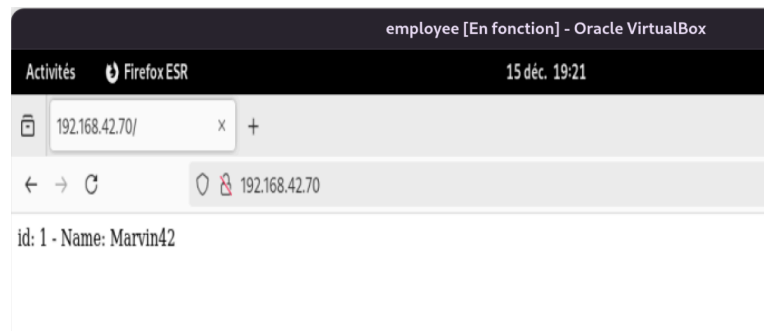 employee [En fonction] - Oracle VirtualBox
Activités Firefox ESR 15 déc. 19:21
192.168.42.70/ × +
192.168.42.70
id: 1 - Name: Marvin42